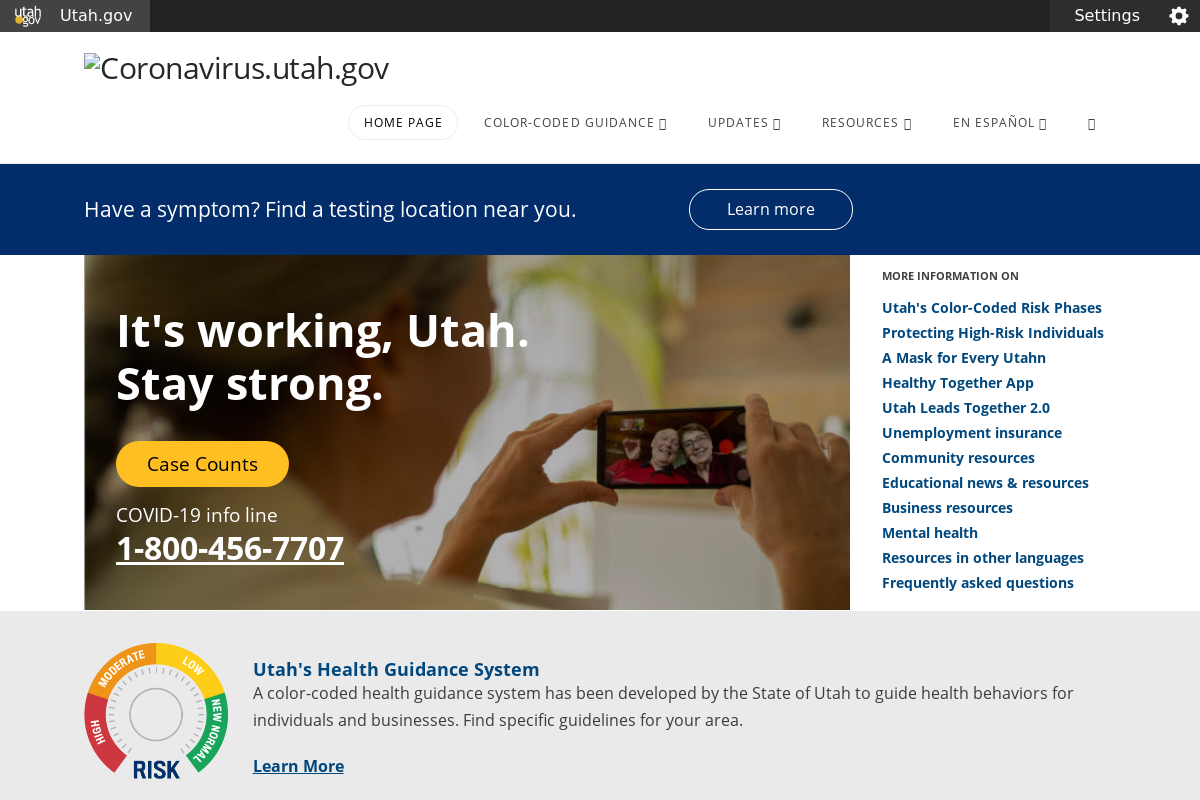 utah
gov
Utah.gov
Settings
Coronavirus.utah.gov
HOME PAGE
COLOR-CODED GUIDANCE
UPDATES
RESOURCES
EN ESPAÑOL
Have a symptom? Find a testing location near you.
Learn more
It's working, Utah.
Stay strong.
Case Counts
COVID-19 info line
1-800-456-7707
MORE INFORMATION ON
Utah's Color-Coded Risk Phases
Protecting High-Risk Individuals
A Mask for Every Utahn
Healthy Together App
Utah Leads Together 2.0
Unemployment insurance
Community resources
Educational news & resources
Business resources
Mental health
Resources in other languages
Frequently asked questions
HIGH
MODERATE
LOW
NEW NORMAL
RISK
Utah's Health Guidance System
A color-coded health guidance system has been developed by the State of Utah to guide health behaviors for
individuals and businesses. Find specific guidelines for your area.
Learn More